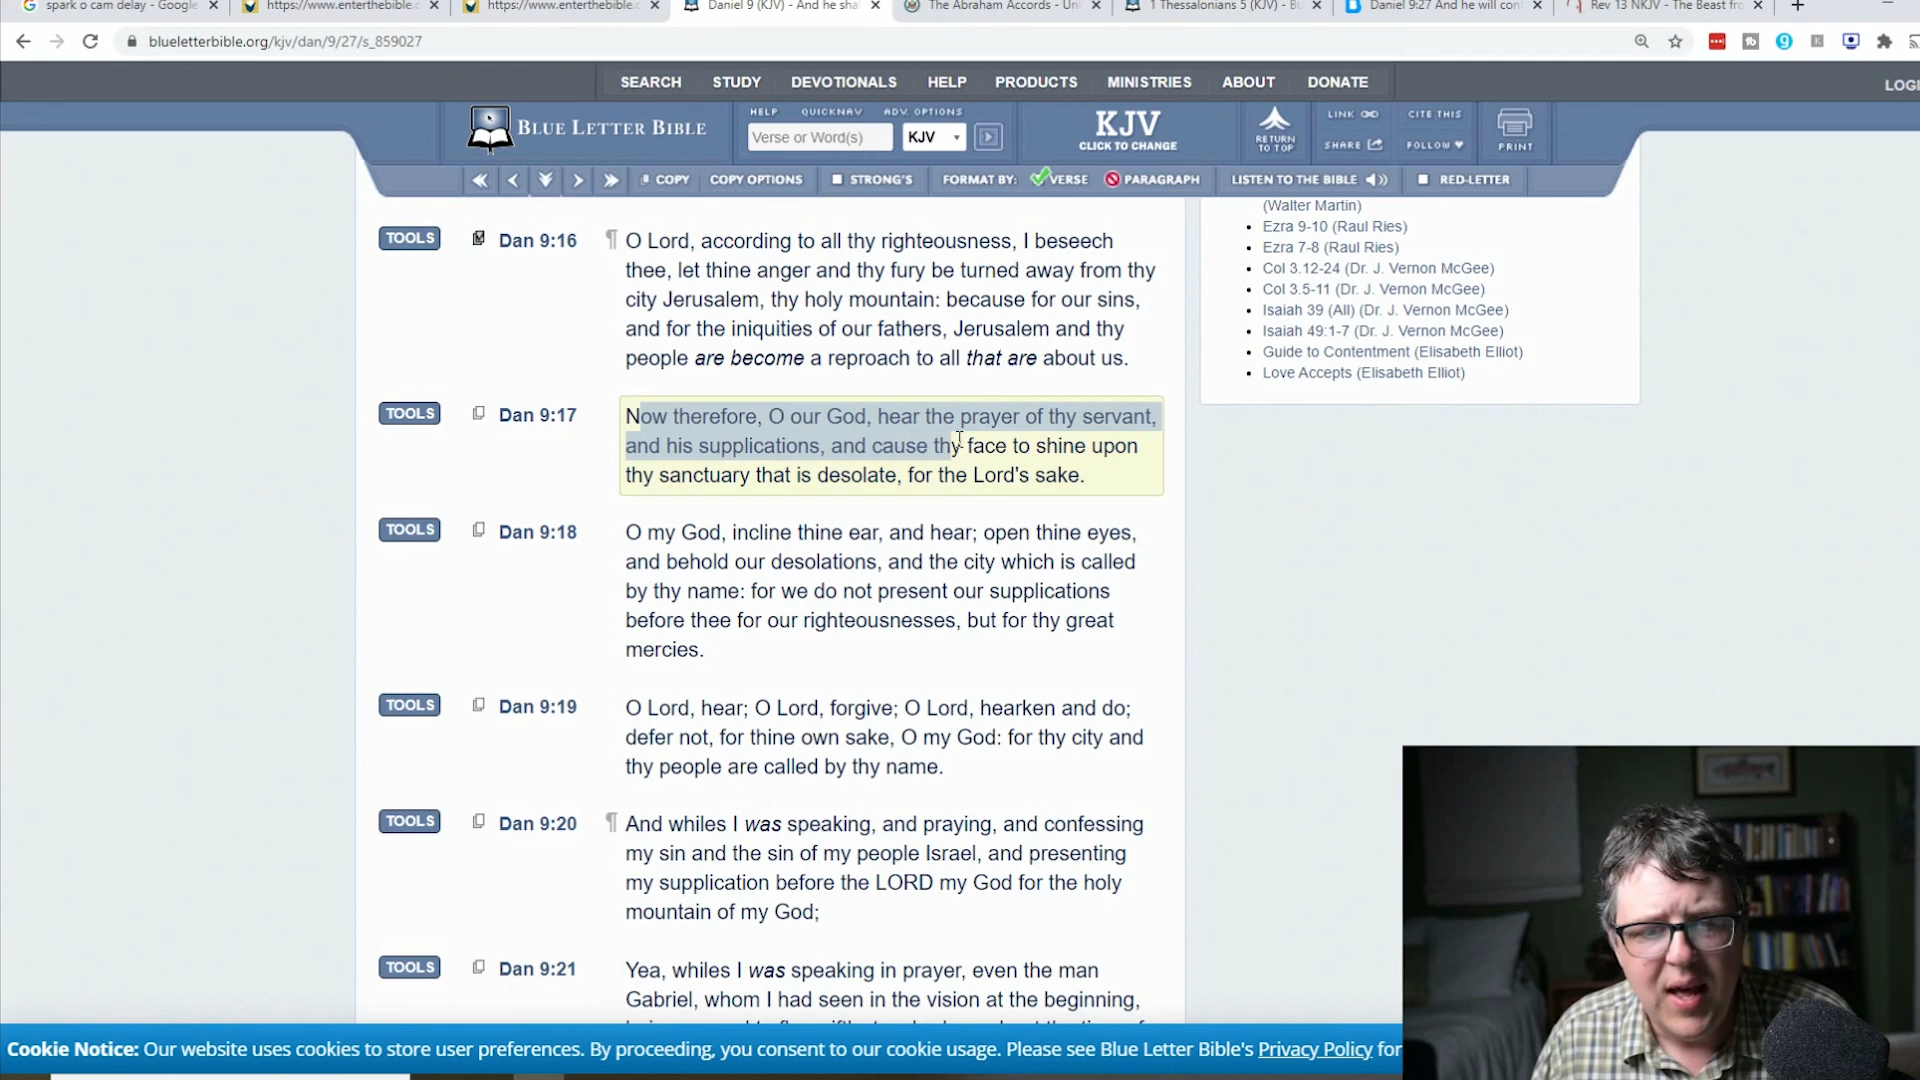 spark o cam delay - Google
https://www.enterthebible.
https://www.enterthebible.
Daniel 9 (KJV) - And he sha
The Abraham Accords - Uni
1 Thessalonians 5 (KJV) - Bl
Daniel 9:27 And he will con
Rev 13 NKJV - The Beast fro
blueletterbible.org/kjv/dan/9/27/s_859027
SEARCH STUDY DEVOTIONALS HELP PRODUCTS MINISTRIES ABOUT DONATE
LOGI
BLUE LETTER BIBLE
HELP QUICKNAV ADV. OPTIONS
Verse or Word(s)
KJV
KJV
CLICK TO CHANGE
RETURN
TO TOP
LINK
CITE THIS
SHARE
FOLLOW
PRINT
COPY COPY OPTIONS STRONG'S FORMAT BY: VERSE PARAGRAPH LISTEN TO THE BIBLE RED-LETTER
TOOLS Dan 9:16 ¶ O Lord, according to all thy righteousness, I beseech
thee, let thine anger and thy fury be turned away from thy
city Jerusalem, thy holy mountain: because for our sins,
and for the iniquities of our fathers, Jerusalem and thy
people are become a reproach to all that are about us.
TOOLS Dan 9:17 Now therefore, O our God, hear the prayer of thy servant,
and his supplications, and cause thy face to shine upon
thy sanctuary that is desolate, for the Lord's sake.
TOOLS Dan 9:18 O my God, incline thine ear, and hear; open thine eyes,
and behold our desolations, and the city which is called
by thy name: for we do not present our supplications
before thee for our righteousnesses, but for thy great
mercies.
TOOLS Dan 9:19 O Lord, hear; O Lord, forgive; O Lord, hearken and do;
defer not, for thine own sake, O my God: for thy city and
thy people are called by thy name.
TOOLS Dan 9:20 ¶ And whiles I was speaking, and praying, and confessing
my sin and the sin of my people Israel, and presenting
my supplication before the LORD my God for the holy
mountain of my God;
TOOLS Dan 9:21 Yea, whiles I was speaking in prayer, even the man
Gabriel, whom I had seen in the vision at the beginning,
(Walter Martin)
Ezra 9-10 (Raul Ries)
Ezra 7-8 (Raul Ries)
Col 3.12-24 (Dr. J. Vernon McGee)
Col 3.5-11 (Dr. J. Vernon McGee)
Isaiah 39 (All) (Dr. J. Vernon McGee)
Isaiah 49:1-7 (Dr. J. Vernon McGee)
Guide to Contentment (Elisabeth Elliot)
Love Accepts (Elisabeth Elliot)
Cookie Notice: Our website uses cookies to store user preferences. By proceeding, you consent to our cookie usage. Please see Blue Letter Bible's Privacy Policy for